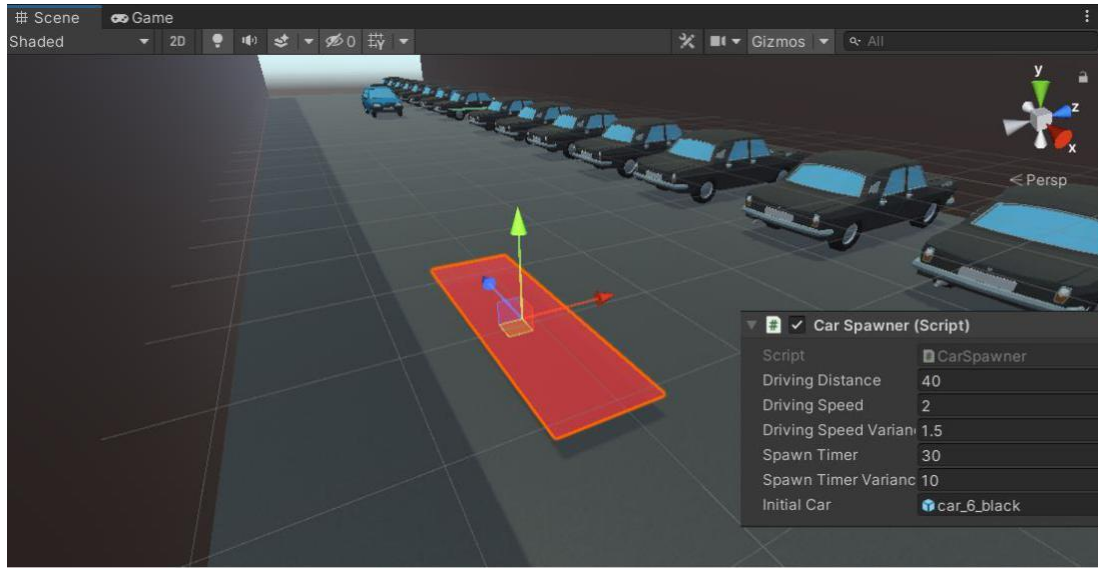 # Scene Game
Shaded 2D 0 Gizmos All
y
z
x
Persp
# Car Spawner (Script)
Script CarSpawner
Driving Distance 40
Driving Speed 2
Driving Speed Varian 1.5
Spawn Timer 30
Spawn Timer Varianc 10
Initial Car car_6_black